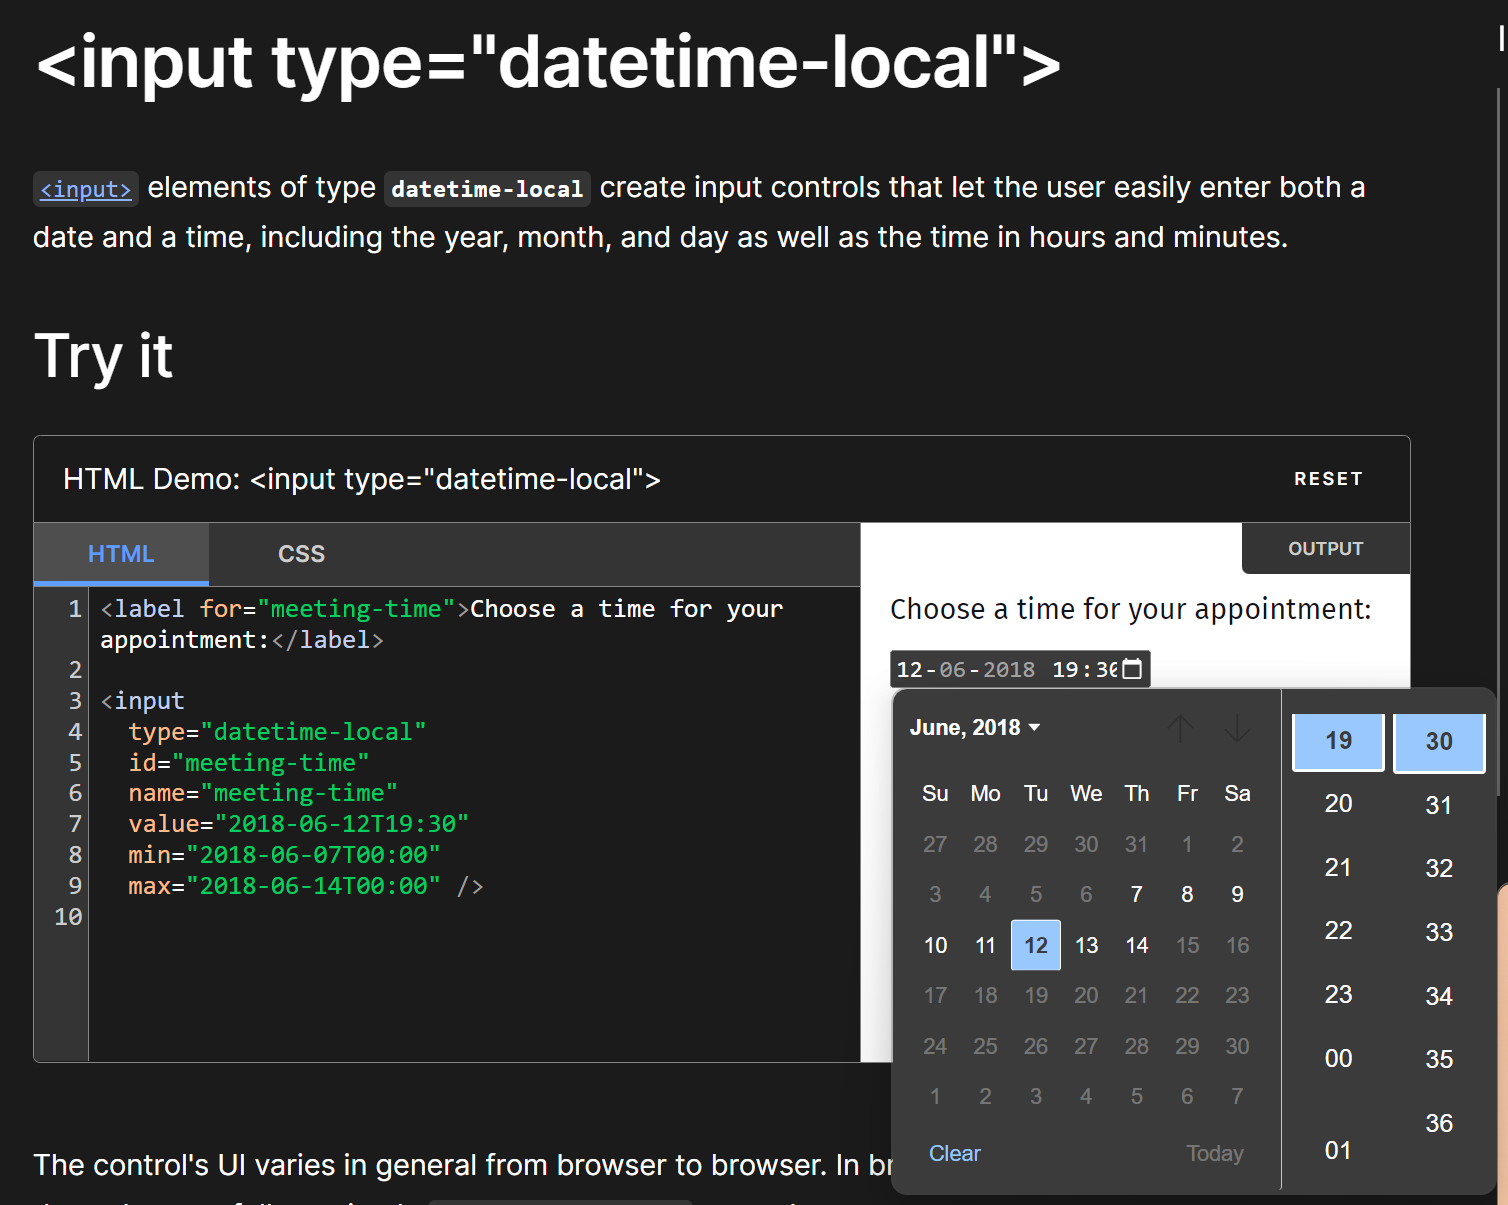 <input type="datetime-local">
<input> elements of type datetime-local create input controls that let the user easily enter both a
date and a time, including the year, month, and day as well as the time in hours and minutes.
Try it
HTML Demo: <input type="datetime-local">
RESET
HTML
CSS
OUTPUT
1 <label for="meeting-time">Choose a time for your
appointment:</label>
2
3 <input
4 type="datetime-local"
5 id="meeting-time"
6 name="meeting-time"
7 value="2018-06-12T19:30"
8 min="2018-06-07T00:00"
9 max="2018-06-14T00:00" />
10
Choose a time for your appointment:
12-06-2018 19:30
June, 2018
Su Mo Tu We Th Fr Sa
27 28 29 30 31 1 2
3 4 5 6 7 8 9
10 11 12 13 14 15 16
17 18 19 20 21 22 23
24 25 26 27 28 29 30
1 2 3 4 5 6 7
Clear
Today
19 30
20 31
21 32
22 33
23 34
00 35
01 36
The control's UI varies in general from browser to browser. In